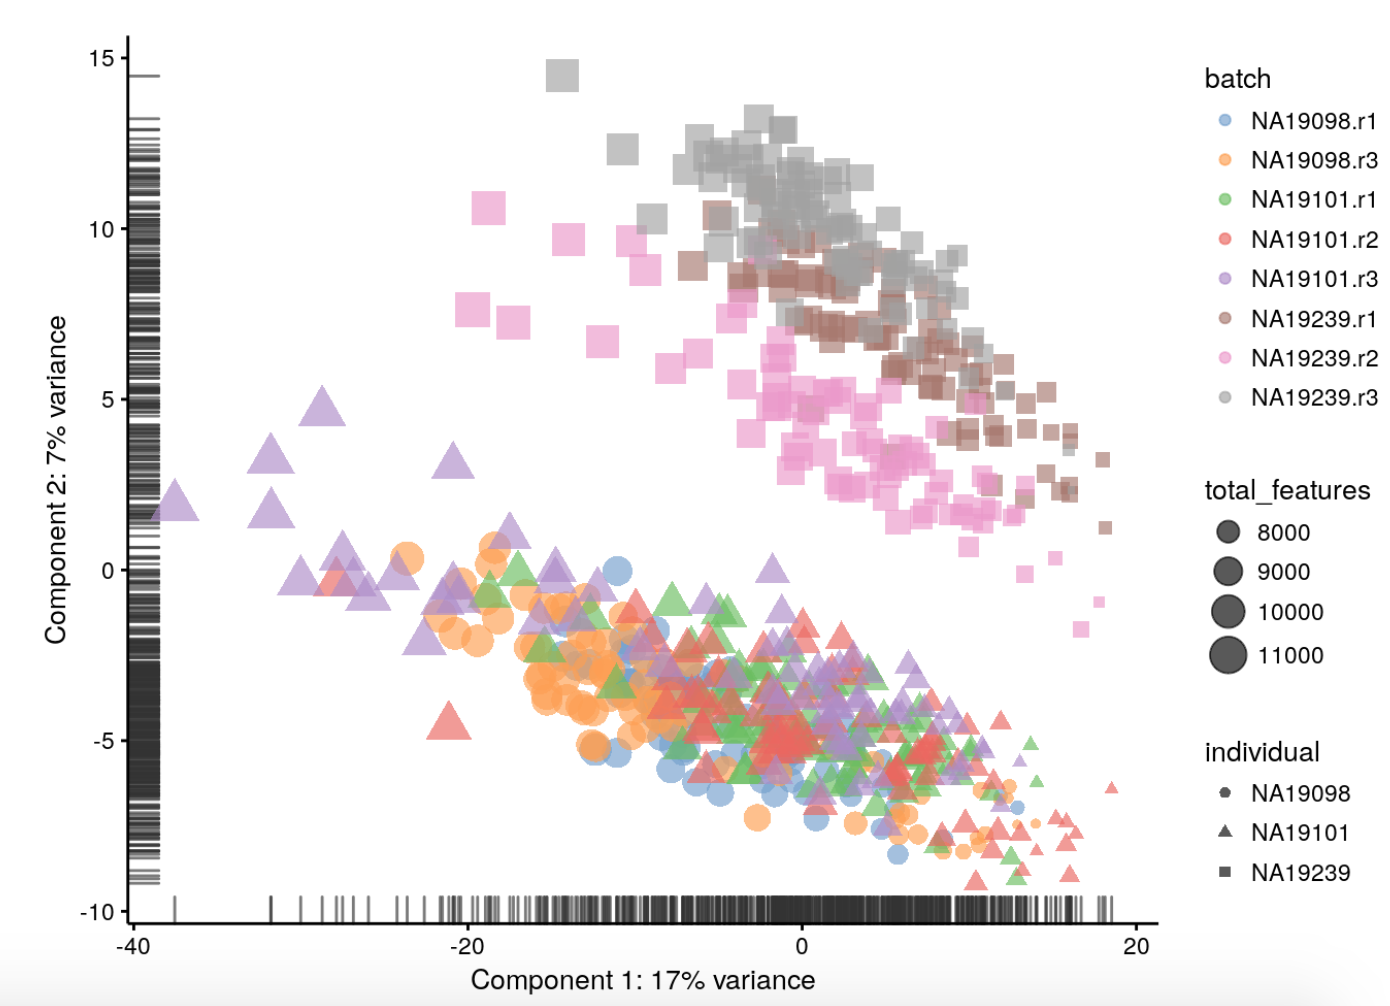 15
10
5
0
-5
-10
Component 2: 7% variance
-40
-20
0
20
Component 1: 17% variance
batch
NA19098.r1
NA19098.r3
NA19101.r1
NA19101.r2
NA19101.r3
NA19239.r1
NA19239.r2
NA19239.r3
total_features
8000
9000
10000
11000
individual
NA19098
NA19101
NA19239